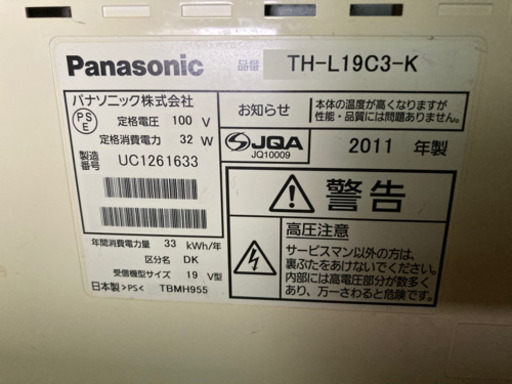 Panasonic 品番 TH-L19C3-K
パナソニック株式会社
PS
E
定格電圧 100 V
定格消費電力 32 W
製造番号 UC1261633
年間消費電力量 33 kWh/年
区分名 DK
受信機型サイズ 19 V型
日本製 >PS< TBMH955
お知らせ
本体の温度が高くなりますが
性能・品質には問題ありません。
JQA
JQ10009
2011 年製
警告
高圧注意
サービスマン以外の方は、
裏ぶたをあけないでください。
内部には高電圧部分が数多く
あり、万一さわると危険です。